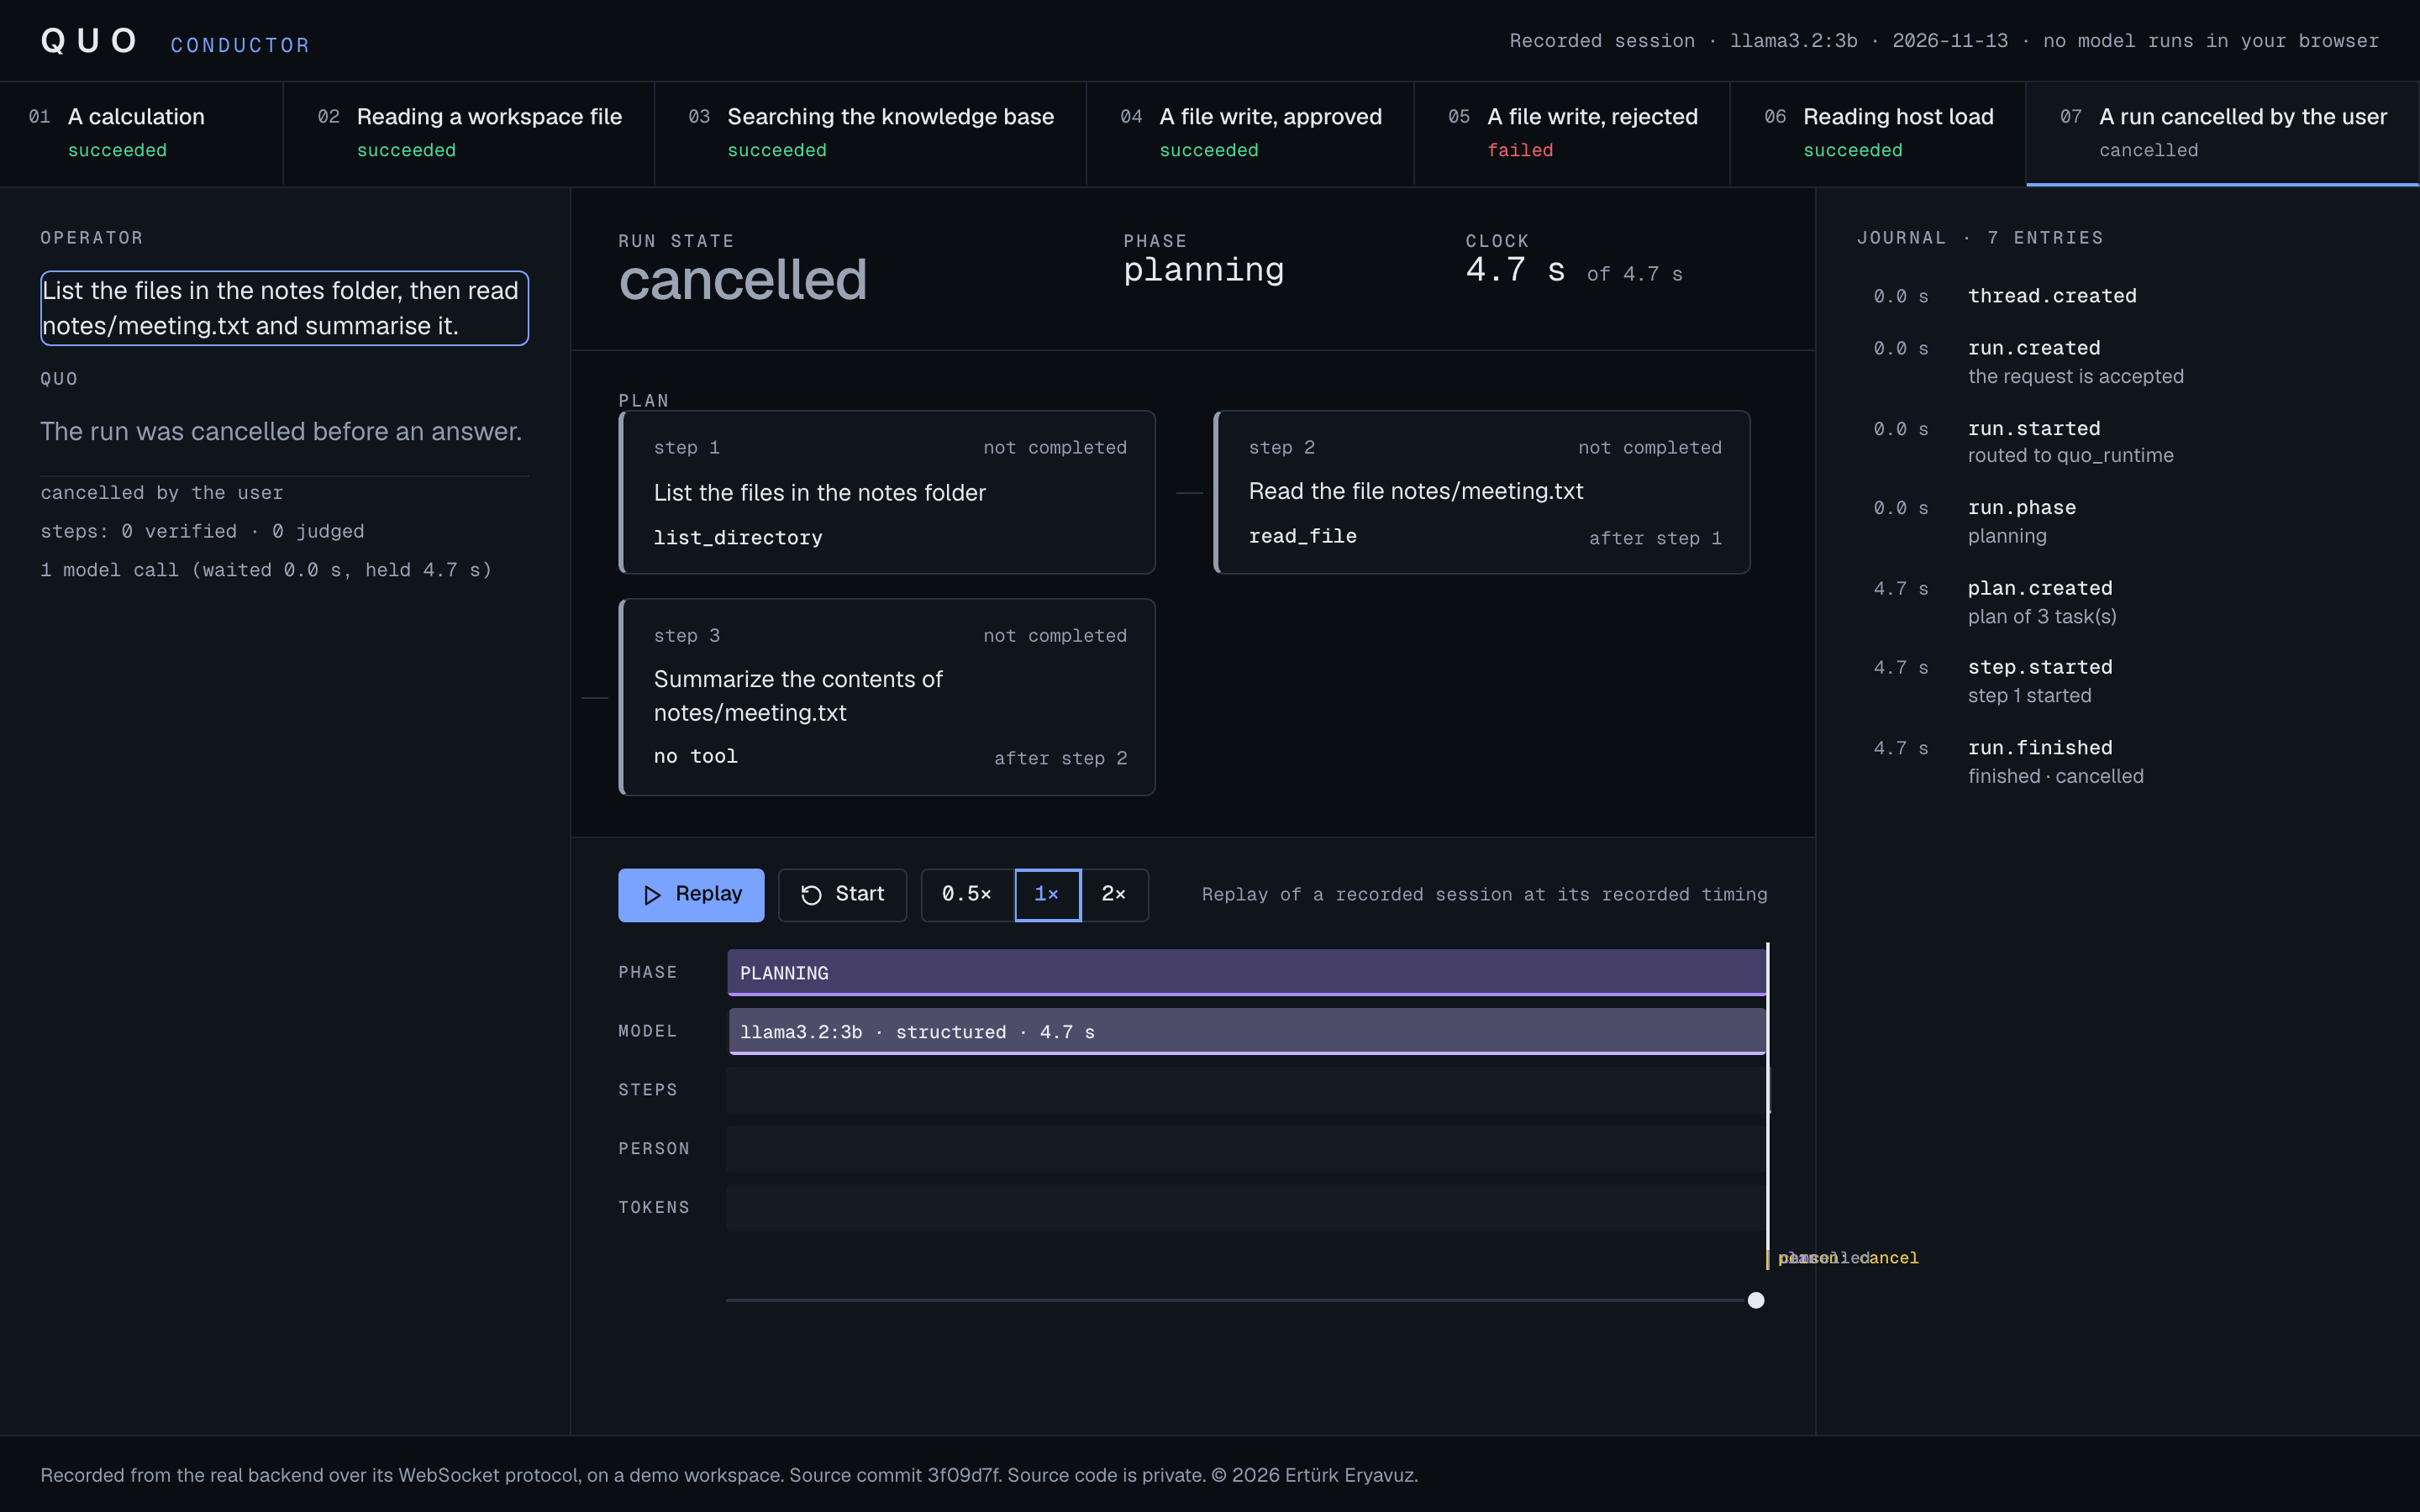 QUO CONDUCTOR
Recorded session · llama3.2:3b · 2026-11-13 · no model runs in your browser
01 A calculation
succeeded
02 Reading a workspace file
succeeded
03 Searching the knowledge base
succeeded
04 A file write, approved
succeeded
05 A file write, rejected
failed
06 Reading host load
succeeded
07 A run cancelled by the user
cancelled
OPERATOR
List the files in the notes folder, then read
notes/meeting.txt and summarise it.
QUO
The run was cancelled before an answer.
cancelled by the user
steps: 0 verified · 0 judged
1 model call (waited 0.0 s, held 4.7 s)
RUN STATE
cancelled
PHASE
planning
CLOCK
4.7 s of 4.7 s
PLAN
step 1 not completed
List the files in the notes folder
list_directory
step 2 not completed
Read the file notes/meeting.txt
read_file after step 1
step 3 not completed
Summarize the contents of
notes/meeting.txt
no tool after step 2
Replay
Start
0.5×
1×
2×
Replay of a recorded session at its recorded timing
PHASE PLANNING
MODEL llama3.2:3b · structured · 4.7 s
STEPS
PERSON
TOKENS
cancel
JOURNAL · 7 ENTRIES
0.0 s thread.created
0.0 s run.created
the request is accepted
0.0 s run.started
routed to quo_runtime
0.0 s run.phase
planning
4.7 s plan.created
plan of 3 task(s)
4.7 s step.started
step 1 started
4.7 s run.finished
finished · cancelled
Recorded from the real backend over its WebSocket protocol, on a demo workspace. Source commit 3f09d7f. Source code is private. © 2026 Ertürk Eryavuz.